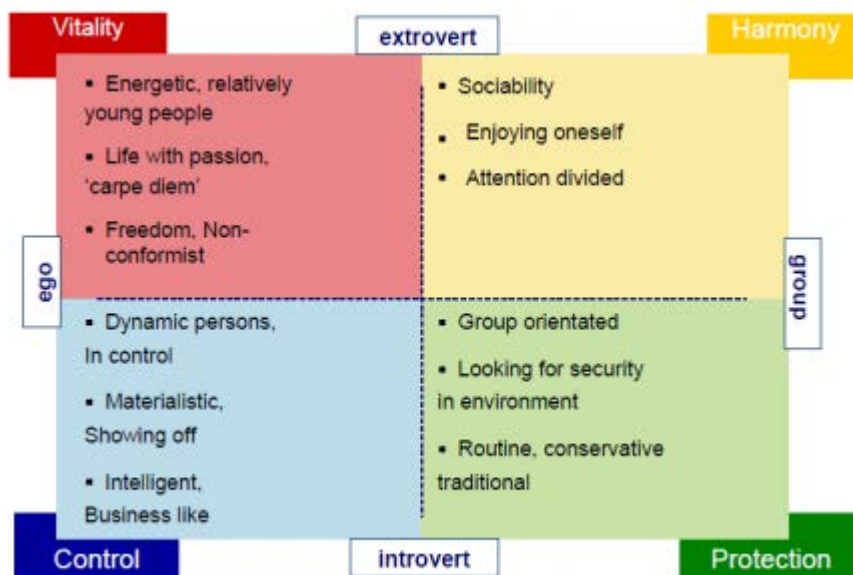 Vitality
extrovert
Harmony
▪ Energetic, relatively
young people
▪ Life with passion,
‘carpe diem’
▪ Freedom, Non-
conformist
▪ Sociability
▪ Enjoying oneself
▪ Attention divided
ego
group
▪ Dynamic persons,
In control
▪ Materialistic,
Showing off
▪ Intelligent,
Business like
▪ Group orientated
▪ Looking for security
in environment
▪ Routine, conservative
traditional
Control
introvert
Protection